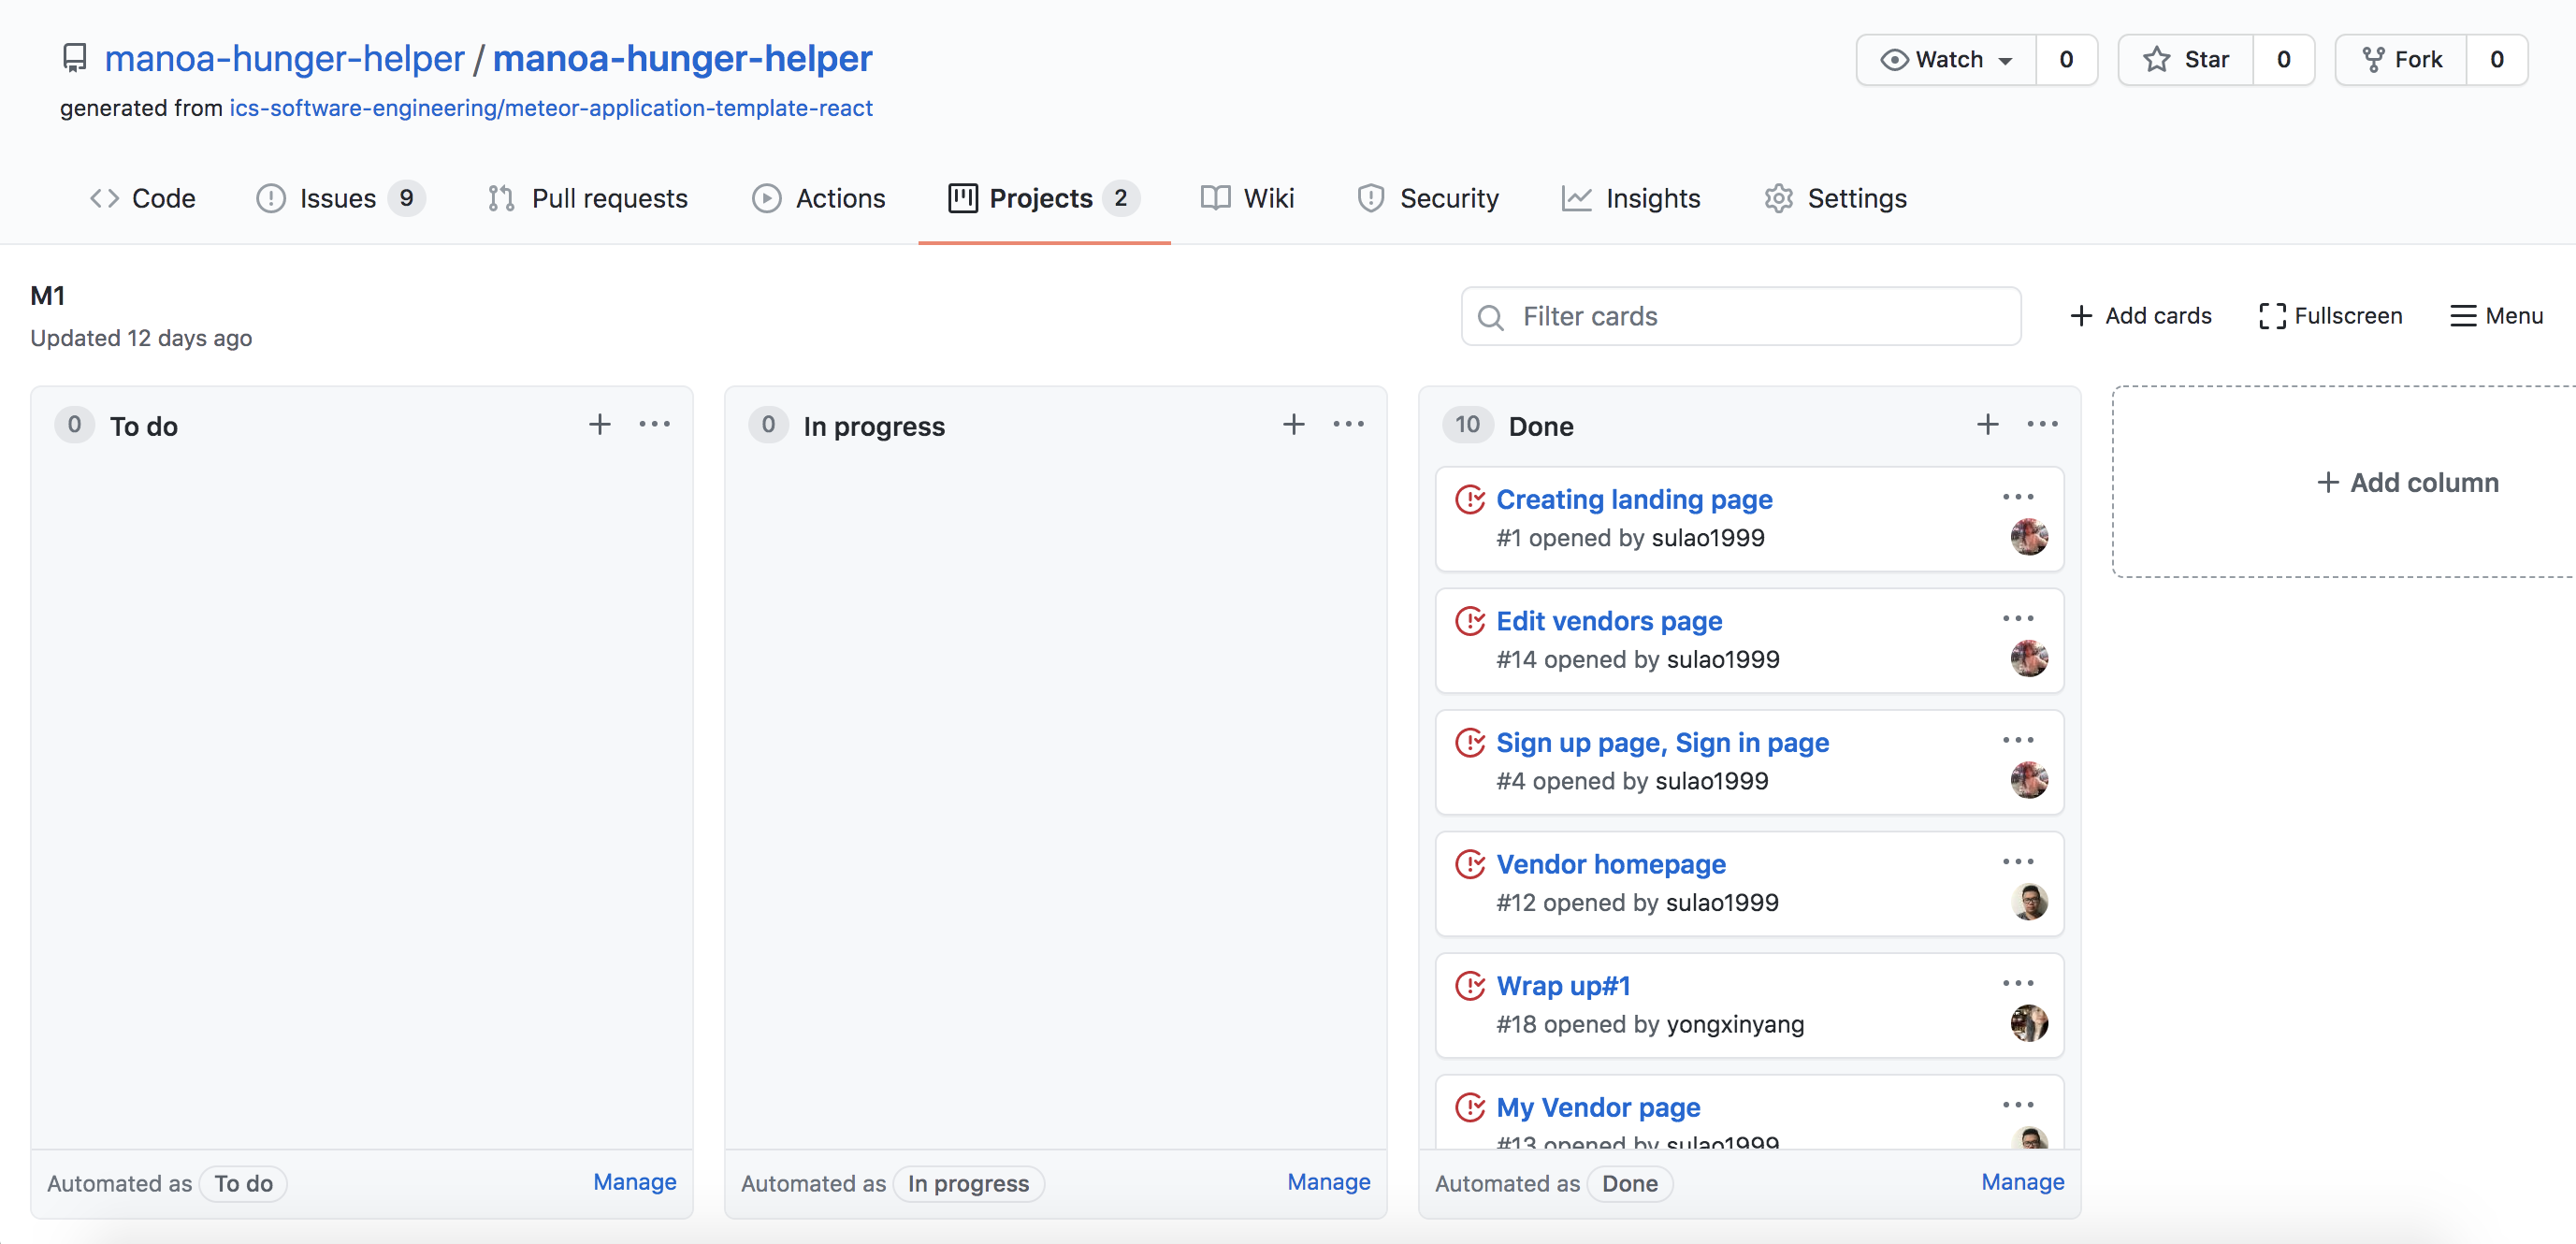 manoa-hunger-helper / manoa-hunger-helper
Watch 0 Star 0 Fork 0
generated from ics-software-engineering/meteor-application-template-react
Code Issues 9 Pull requests Actions Projects 2 Wiki Security Insights Settings
M1
Updated 12 days ago
Filter cards
+ Add cards Fullscreen Menu
0 To do + ...
Automated as To do Manage
0 In progress + ...
Automated as In progress Manage
10 Done + ...
Creating landing page ...
#1 opened by sulao1999
Edit vendors page ...
#14 opened by sulao1999
Sign up page, Sign in page ...
#4 opened by sulao1999
Vendor homepage ...
#12 opened by sulao1999
Wrap up#1 ...
#18 opened by yongxinyang
My Vendor page ...
#13 opened by sulao1999
Automated as Done Manage
+ Add column